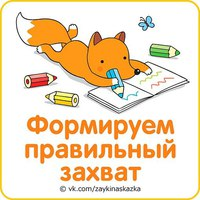 Формируем
правильный
захват
© vk.com/zaykinaskazka